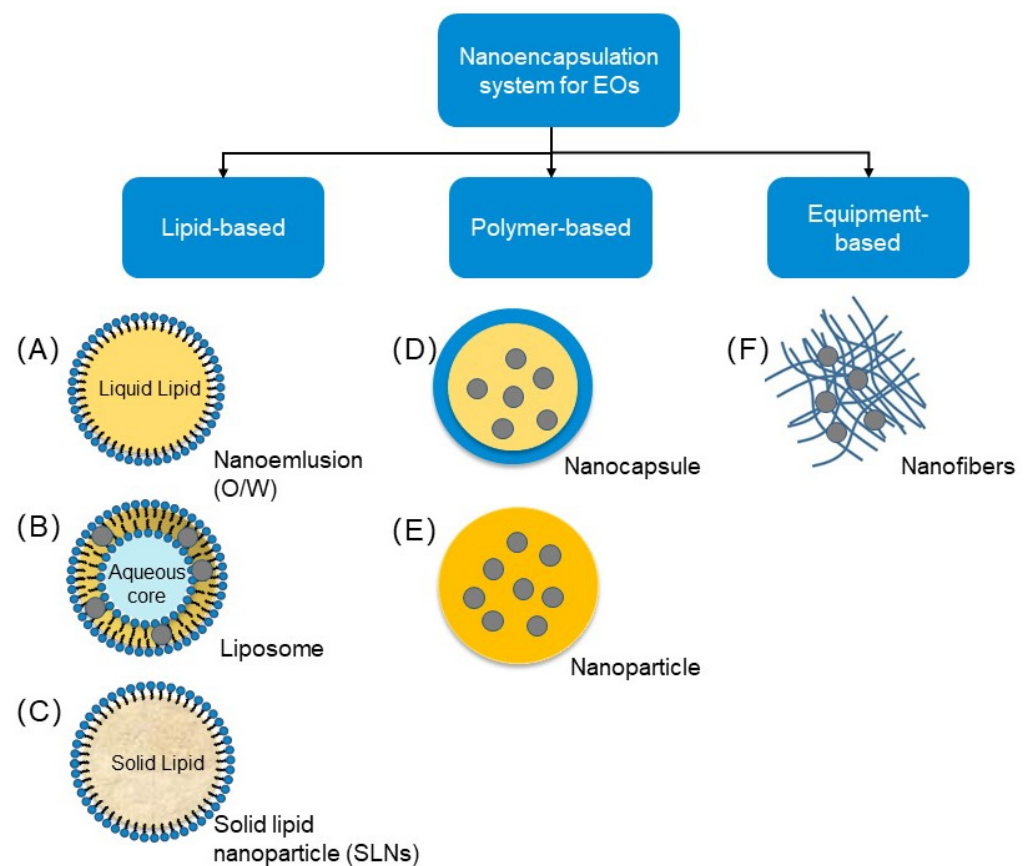 Nanoencapsulation
system for EOs
Lipid-based
Polymer-based
Equipment-
based
(A)
Liquid Lipid
Nanoemlusion
(O/W)
(D)
Nanocapsule
(F)
Nanofibers
(B)
Aqueous
core
Liposome
(E)
Nanoparticle
(C)
Solid Lipid
Solid lipid
nanoparticle (SLNs)